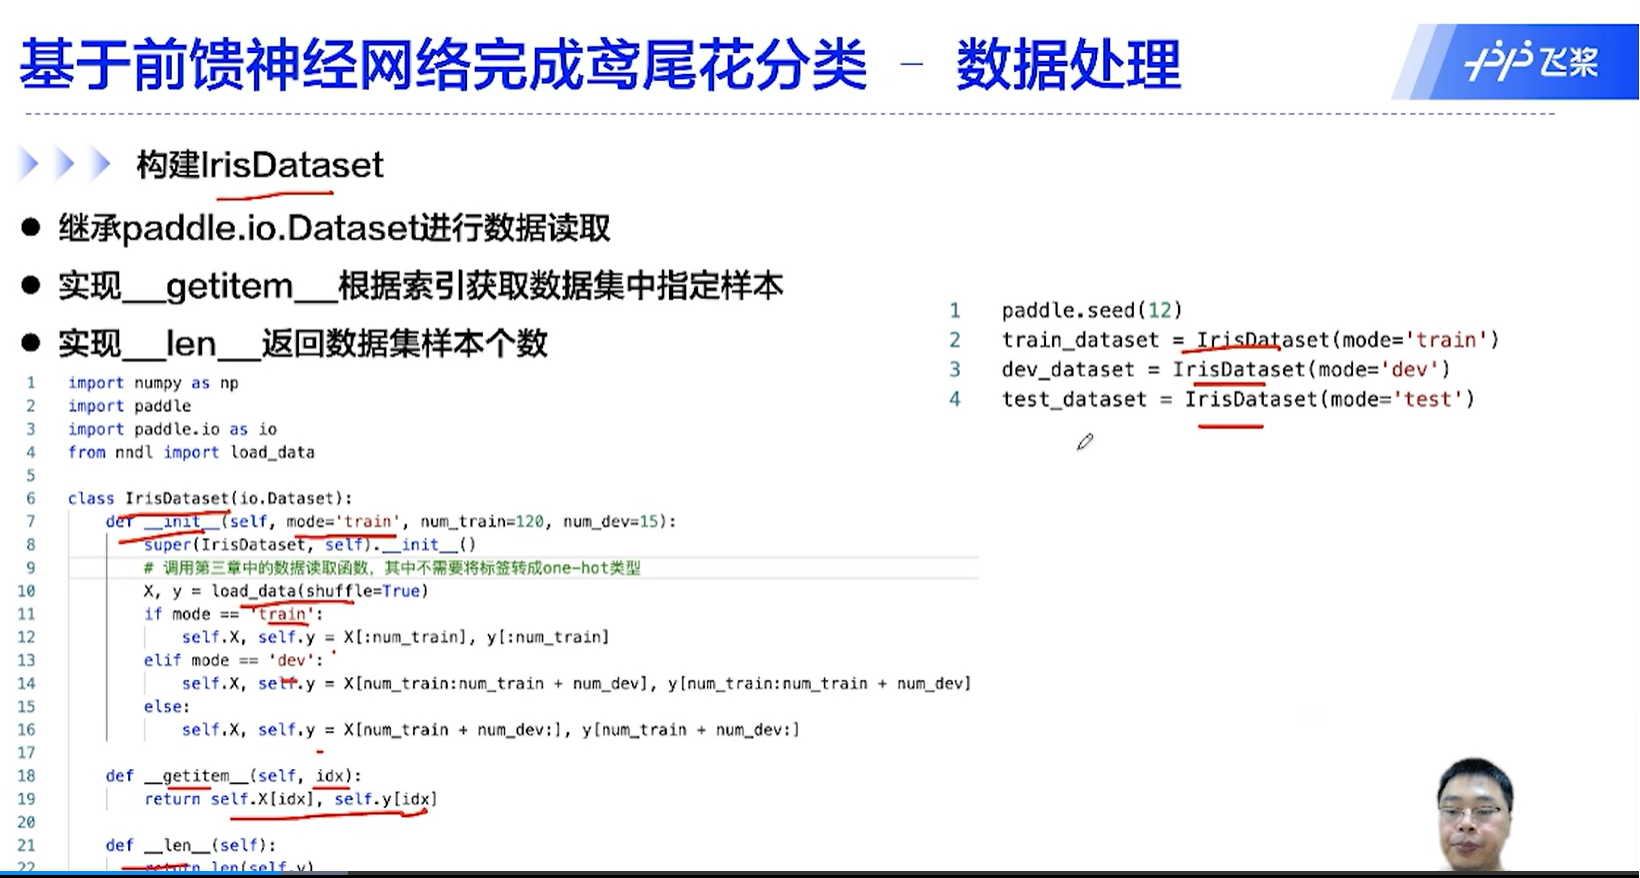 基于前馈神经网络完成鸢尾花分类 – 数据处理
飞桨
构建IrisDataset
继承paddle.io.Dataset进行数据读取
实现__getitem__根据索引获取数据集中指定样本
实现__len__返回数据集样本个数
1 import numpy as np
2 import paddle
3 import paddle.io as io
4 from nndl import load_data
5
6 class IrisDataset(io.Dataset):
7 def __init__(self, mode='train', num_train=120, num_dev=15):
8 super(IrisDataset, self).__init__()
9 # 调用第三章中的数据读取函数，其中不需要将标签转成one-hot类型
10 X, y = load_data(shuffle=True)
11 if mode == 'train':
12 self.X, self.y = X[:num_train], y[:num_train]
13 elif mode == 'dev':
14 self.X, self.y = X[num_train:num_train + num_dev], y[num_train:num_train + num_dev]
15 else:
16 self.X, self.y = X[num_train + num_dev:], y[num_train + num_dev:]
17
18 def __getitem__(self, idx):
19 return self.X[idx], self.y[idx]
20
21 def __len__(self):
22 return len(self.y)
1 paddle.seed(12)
2 train_dataset = IrisDataset(mode='train')
3 dev_dataset = IrisDataset(mode='dev')
4 test_dataset = IrisDataset(mode='test')